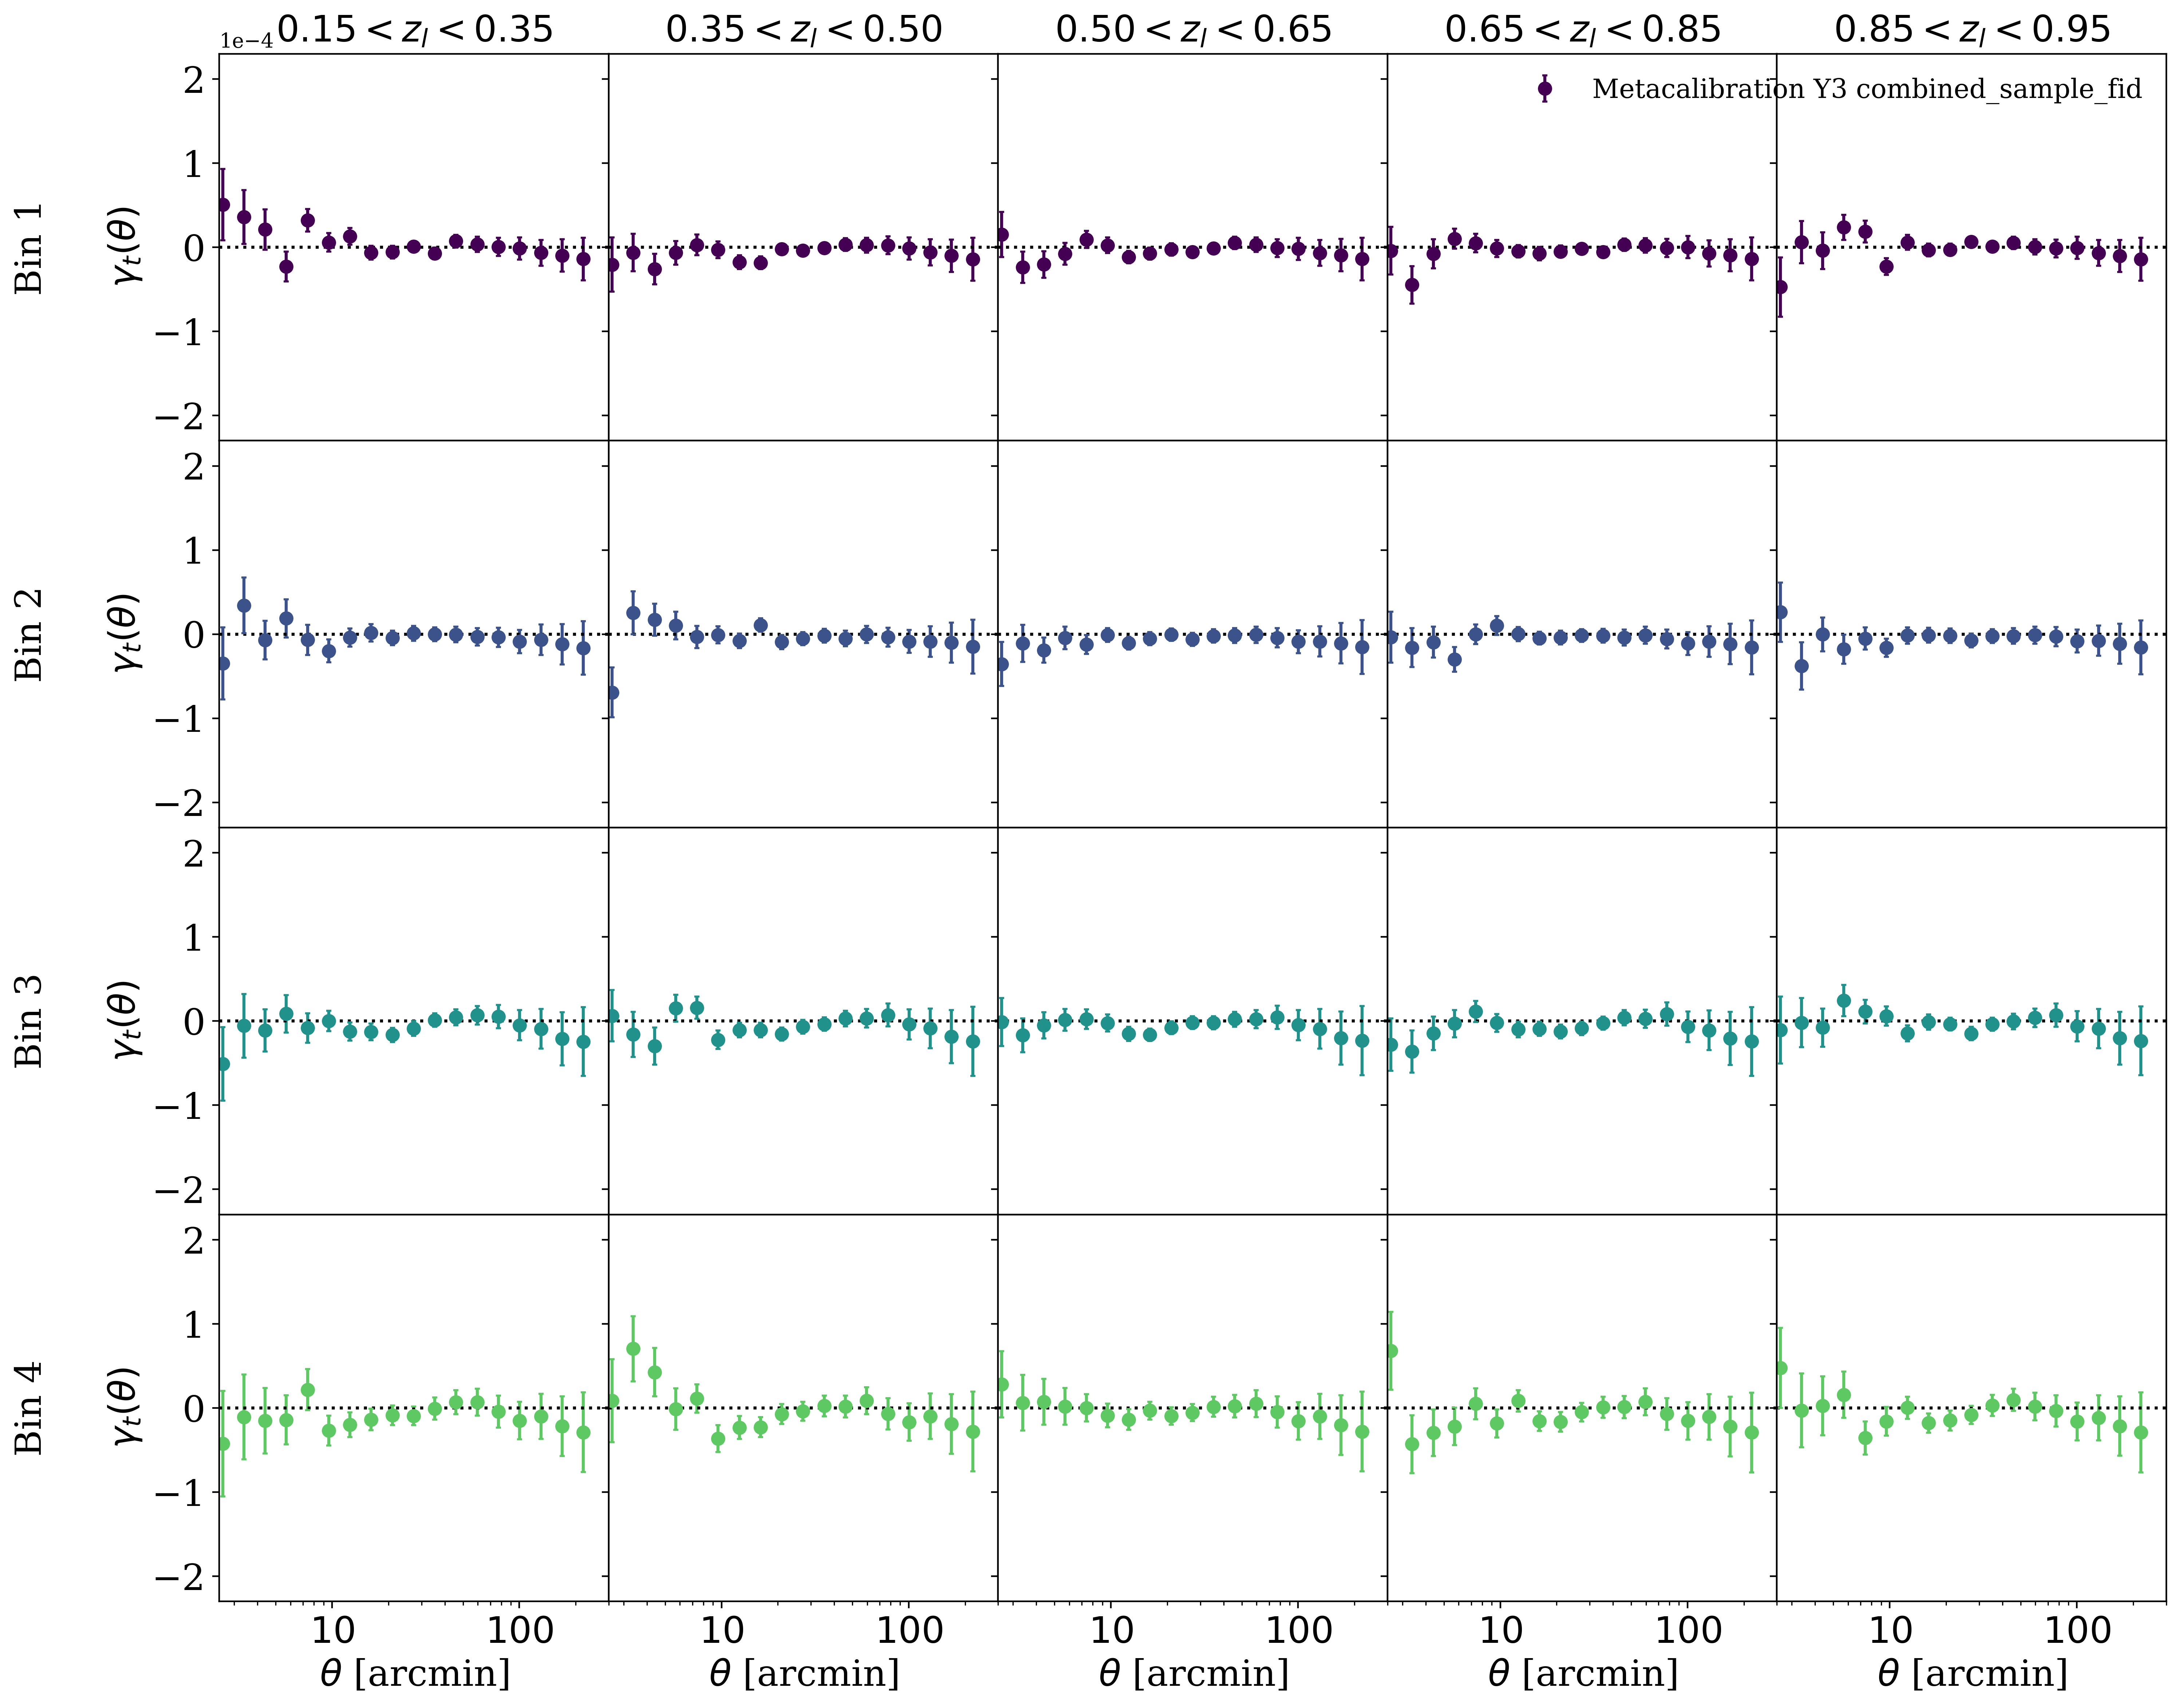 1e−4
0.15 < z_l < 0.35
0.35 < z_l < 0.50
0.50 < z_l < 0.65
0.65 < z_l < 0.85
0.85 < z_l < 0.95
Metacalibration Y3 combined_sample_fid
Bin 1
γ_t(θ)
2
1
0
−1
−2
Bin 2
γ_t(θ)
2
1
0
−1
−2
Bin 3
γ_t(θ)
2
1
0
−1
−2
Bin 4
γ_t(θ)
2
1
0
−1
−2
10 100
10 100
10 100
10 100
10 100
θ [arcmin]
θ [arcmin]
θ [arcmin]
θ [arcmin]
θ [arcmin]